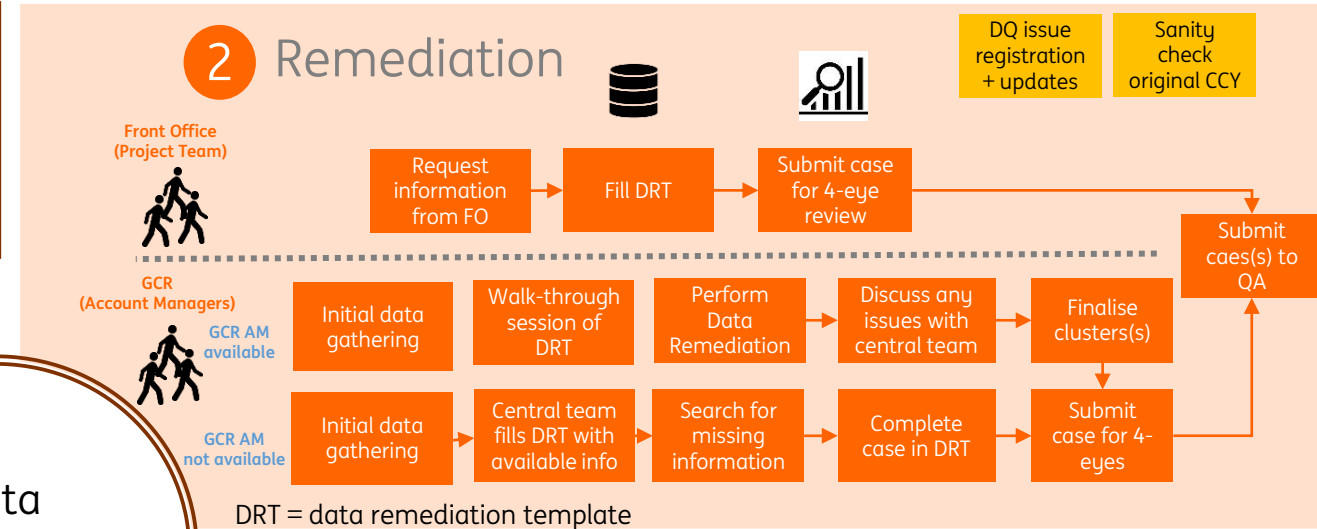 2 Remediation
DQ issue
registration
+ updates
Sanity
check
original CCY
Front Office
(Project Team)
Request
information
from FO
Fill DRT
Submit case
for 4-eye
review
Submit
caes(s) to
QA
GCR
(Account Managers)
GCR AM
available
Initial data
gathering
Walk-through
session of
DRT
Perform
Data
Remediation
Discuss any
issues with
central team
Finalise
clusters(s)
GCR AM
not available
Initial data
gathering
Central team
fills DRT with
available info
Search for
missing
information
Complete
case in DRT
Submit
case for 4-
eyes
ta
DRT = data remediation template